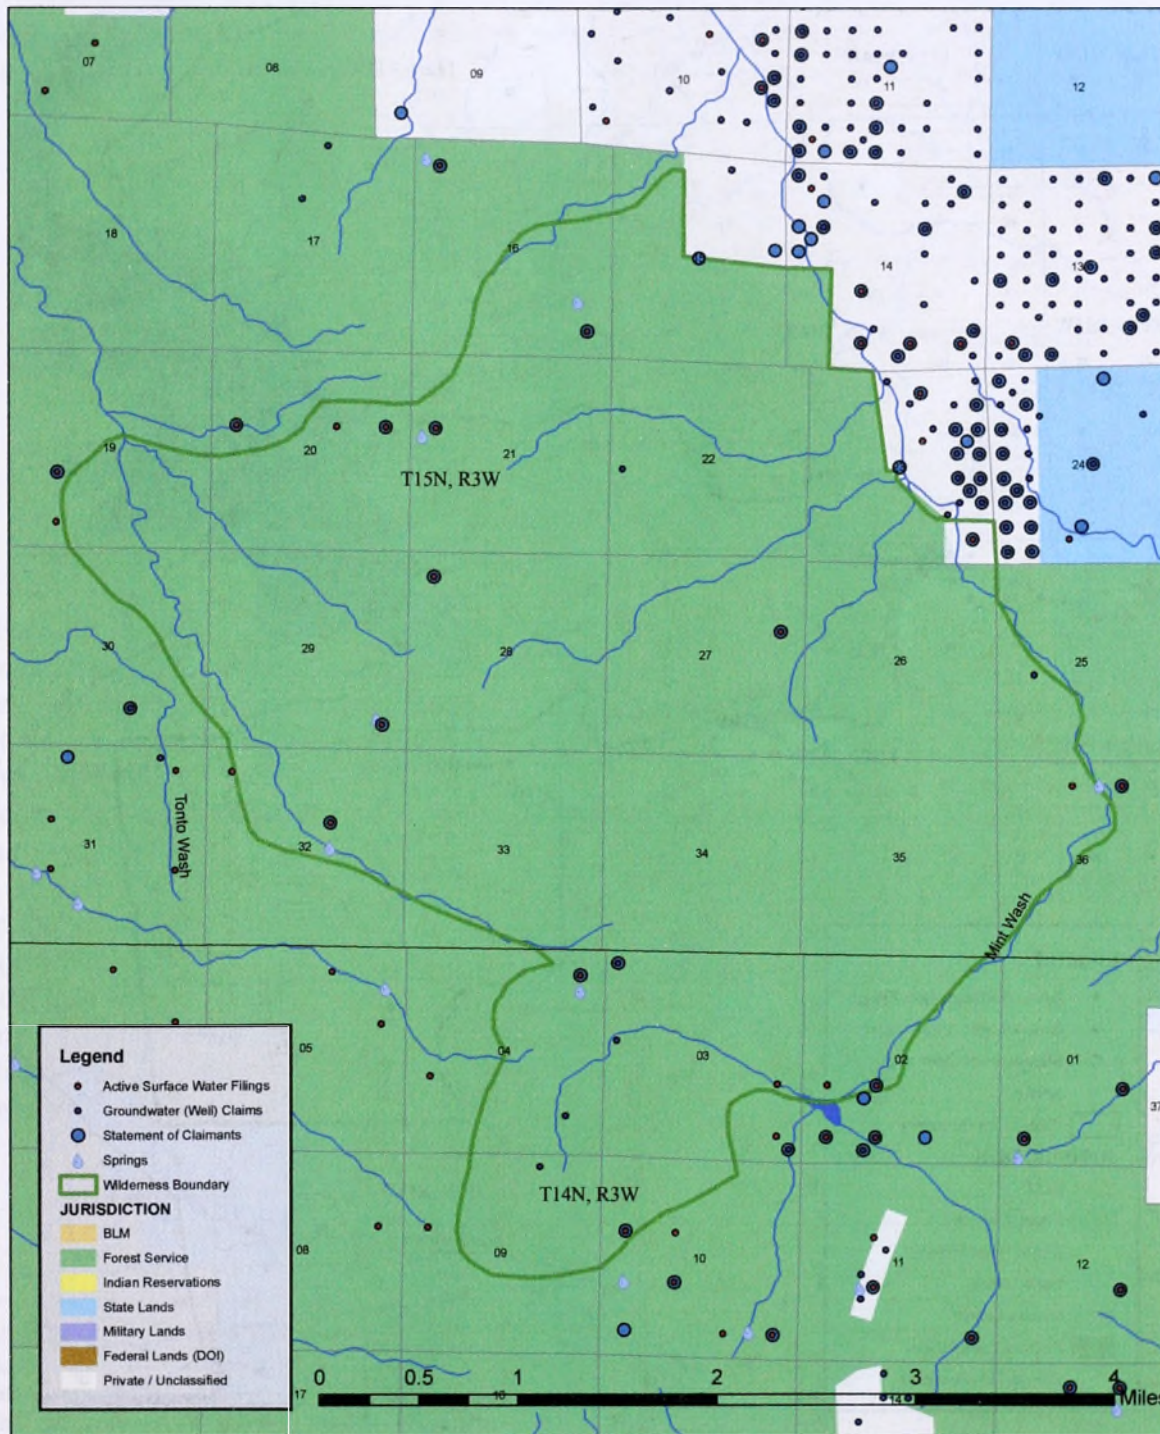 07
08
09
10
11
12
18
17
16
14
13
19
20
21
22
24
T15N, R3W
30
29
28
27
26
25
31
Tonto Wash
32
33
34
35
36
Mint Wash
05
04
03
02
01
37
T14N, R3W
08
09
10
11
12
17
16
14
Legend
Active Surface Water Filings
Groundwater (Well) Claims
Statement of Claimants
Springs
Wilderness Boundary
JURISDICTION
BLM
Forest Service
Indian Reservations
State Lands
Military Lands
Federal Lands (DOI)
Private / Unclassified
0 0.5 1 2 3 4
Miles